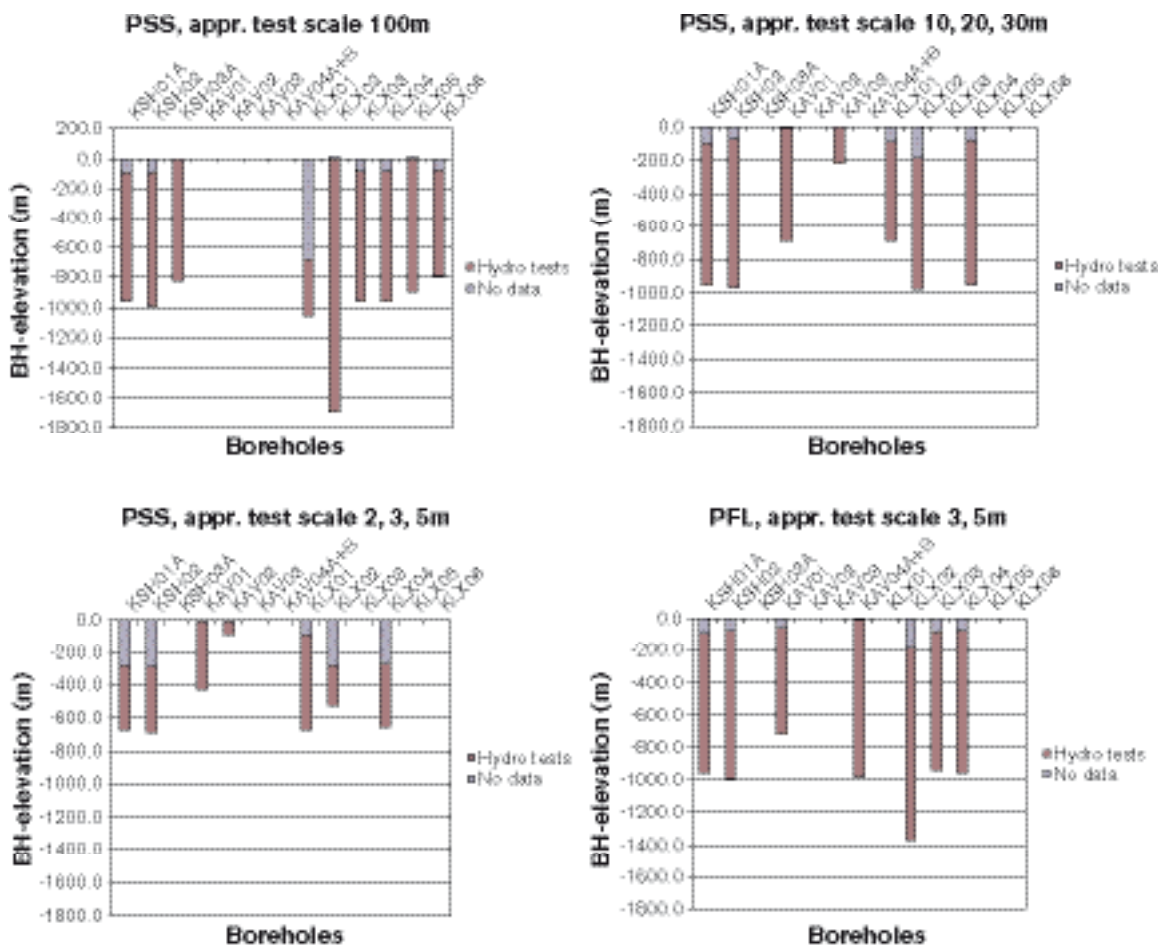 PSS, appr. test scale 100m
KSH01A
KSH02
KSH03A
KAV01
KAV02
KAV03
KAV04A+B
KLX01
KLX02
KLX03
KLX04
KLX05
KLX06
200.0
0.0
-200.0
-400.0
-600.0
-800.0
-1000.0
-1200.0
-1400.0
-1600.0
-1800.0
BH-elevation (m)
Hydro tests
No data
Boreholes
PSS, appr. test scale 10, 20, 30m
KSH01A
KSH02
KSH03A
KAV01
KAV02
KAV03
KAV04A+B
KLX01
KLX02
KLX03
KLX04
KLX05
KLX06
0.0
-200.0
-400.0
-600.0
-800.0
-1000.0
-1200.0
-1400.0
-1600.0
-1800.0
BH-elevation (m)
Hydro tests
No data
Boreholes
PSS, appr. test scale 2, 3, 5m
KSH01A
KSH02
KSH03A
KAV01
KAV02
KAV03
KAV04A+B
KLX01
KLX02
KLX03
KLX04
KLX05
KLX06
0.0
-200.0
-400.0
-600.0
-800.0
-1000.0
-1200.0
-1400.0
-1600.0
-1800.0
BH-elevation (m)
Hydro tests
No data
Boreholes
PFL, appr. test scale 3, 5m
KSH01A
KSH02
KSH03A
KAV01
KAV02
KAV03
KAV04A+B
KLX01
KLX02
KLX03
KLX04
KLX05
KLX06
0.0
-200.0
-400.0
-600.0
-800.0
-1000.0
-1200.0
-1400.0
-1600.0
-1800.0
BH-elevation (m)
Hydro tests
No data
Boreholes